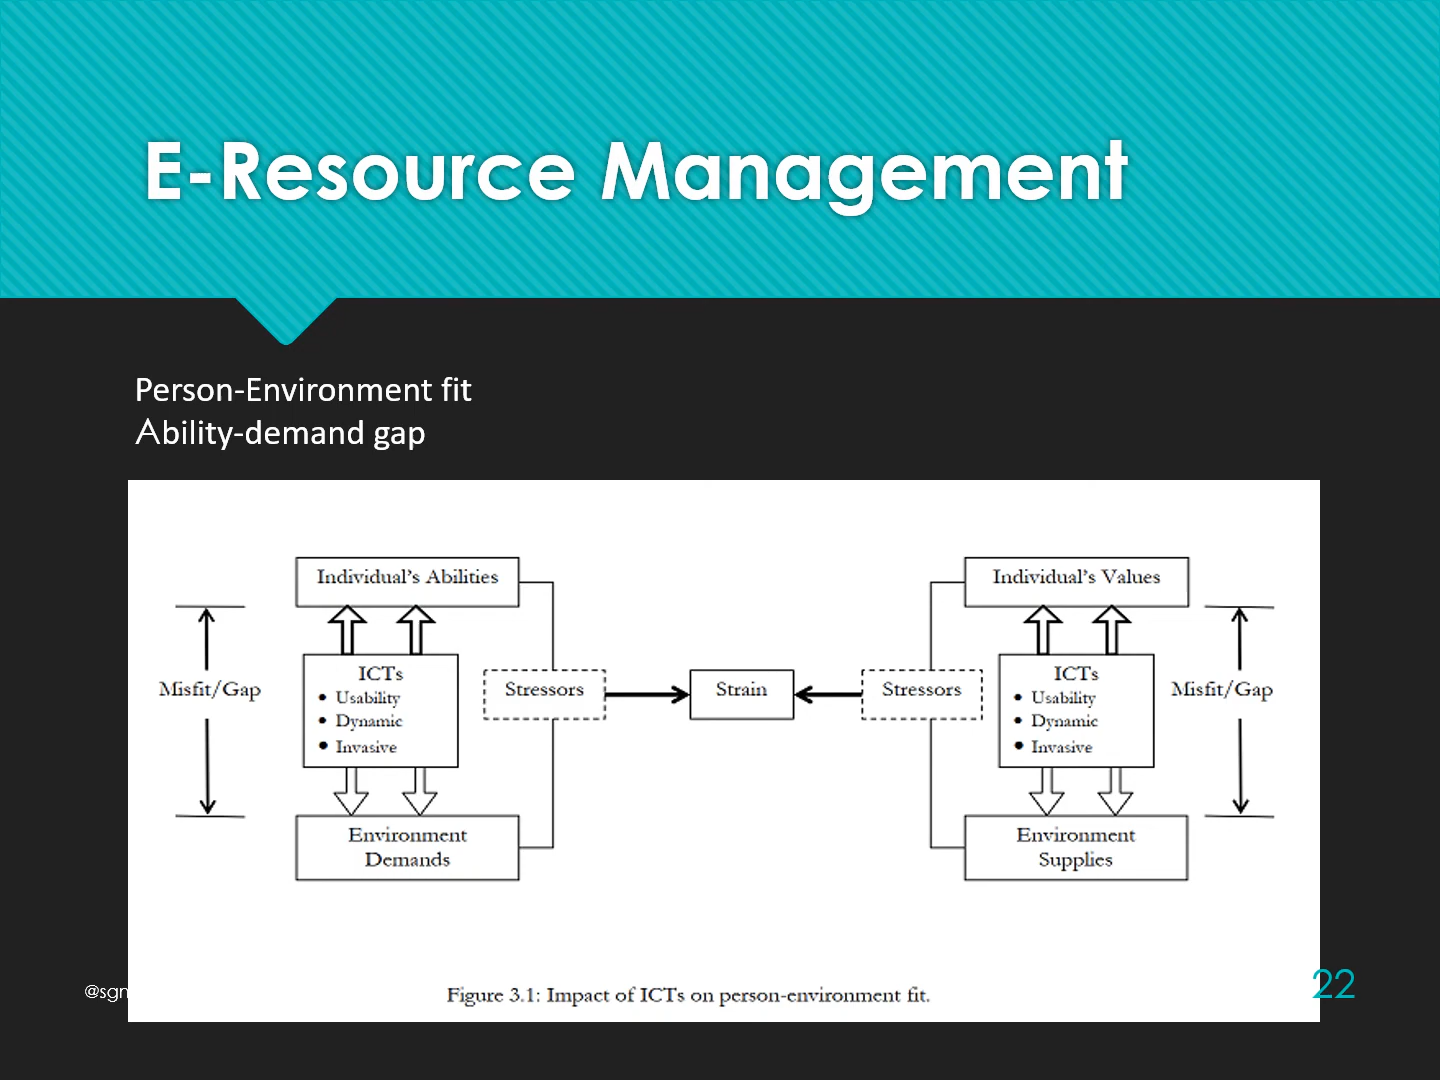 E-Resource Management
Person-Environment fit
Ability-demand gap
Individual's Abilities
Individual's Values
ICTs
• Usability
• Dynamic
• Invasive
Misfit/Gap
Stressors
Strain
Stressors
ICTs
• Usability
• Dynamic
• Invasive
Misfit/Gap
Environment
Demands
Environment
Supplies
Figure 3.1: Impact of ICTs on person-environment fit.
22